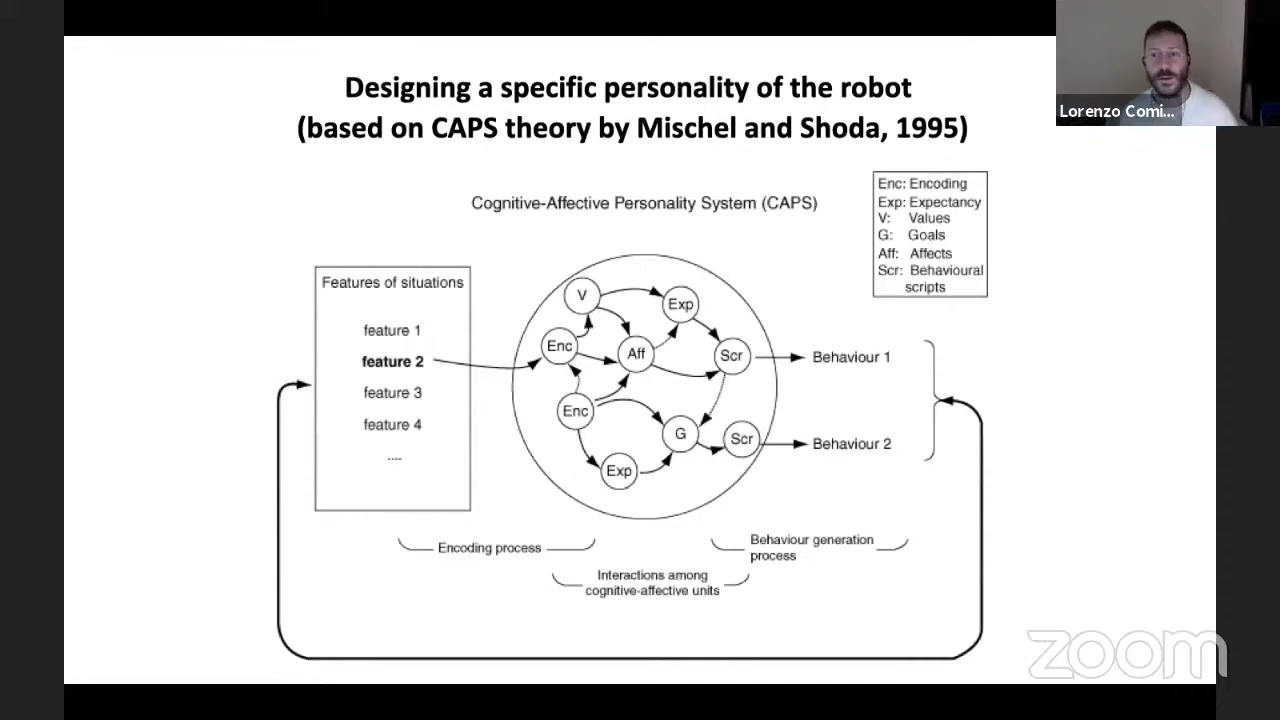 Designing a specific personality of the robot
(based on CAPS theory by Mischel and Shoda, 1995)
Lorenzo Comi...
Cognitive-Affective Personality System (CAPS)
Enc: Encoding
Exp: Expectancy
V: Values
G: Goals
Aff: Affects
Scr: Behavioural
scripts
Features of situations
feature 1
feature 2
feature 3
feature 4
....
V
Exp
Enc
Aff
Scr
Enc
G
Scr
Exp
Behaviour 1
Behaviour 2
Encoding process
Interactions among
cognitive-affective units
Behaviour generation
process
zoom